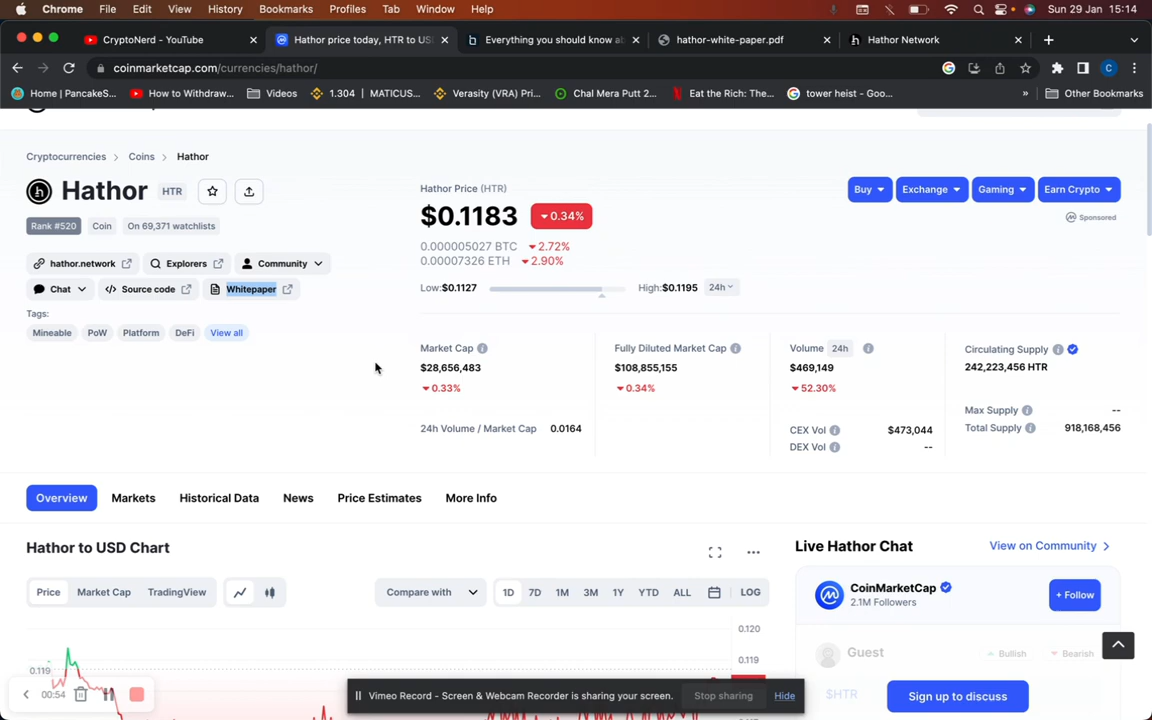 Chrome File Edit View History Bookmarks Profiles Tab Window Help Sun 29 Jan 15:14
CryptoNerd - YouTube Hathor price today, HTR to US Everything you should know ab hathor-white-paper.pdf Hathor Network
coinmarketcap.com/currencies/hathor/
Home | PancakeS... How to Withdraw... Videos 1.304 | MATICUS... Verasity (VRA) Pri... Chal Mera Putt 2... Eat the Rich: The... tower heist - Goo... » Other Bookmarks
Cryptocurrencies Coins Hathor
Hathor HTR
Rank #520 Coin On 69,371 watchlists
hathor.network Explorers Community
Chat Source code Whitepaper
Tags:
Mineable PoW Platform DeFi View all
Hathor Price (HTR)
$0.1183 0.34%
0.000005027 BTC 2.72%
0.00007326 ETH 2.90%
Low:$0.1127 High:$0.1195 24h
Buy Exchange Gaming Earn Crypto
Sponsored
Market Cap
$28,656,483
0.33%
24h Volume / Market Cap 0.0164
Fully Diluted Market Cap
$108,855,155
0.34%
Volume 24h
$469,149
52.30%
CEX Vol $473,044
DEX Vol --
Circulating Supply
242,223,456 HTR
Max Supply --
Total Supply 918,168,456
Overview Markets Historical Data News Price Estimates More Info
Hathor to USD Chart
Price Market Cap TradingView Compare with 1D 7D 1M 3M 1Y YTD ALL LOG
0.120
0.119 0.119
Live Hathor Chat View on Community
CoinMarketCap
2.1M Followers
+ Follow
Guest Bullish Bearish
$HTR Sign up to discuss
00:54
Vimeo Record - Screen & Webcam Recorder is sharing your screen. Stop sharing Hide